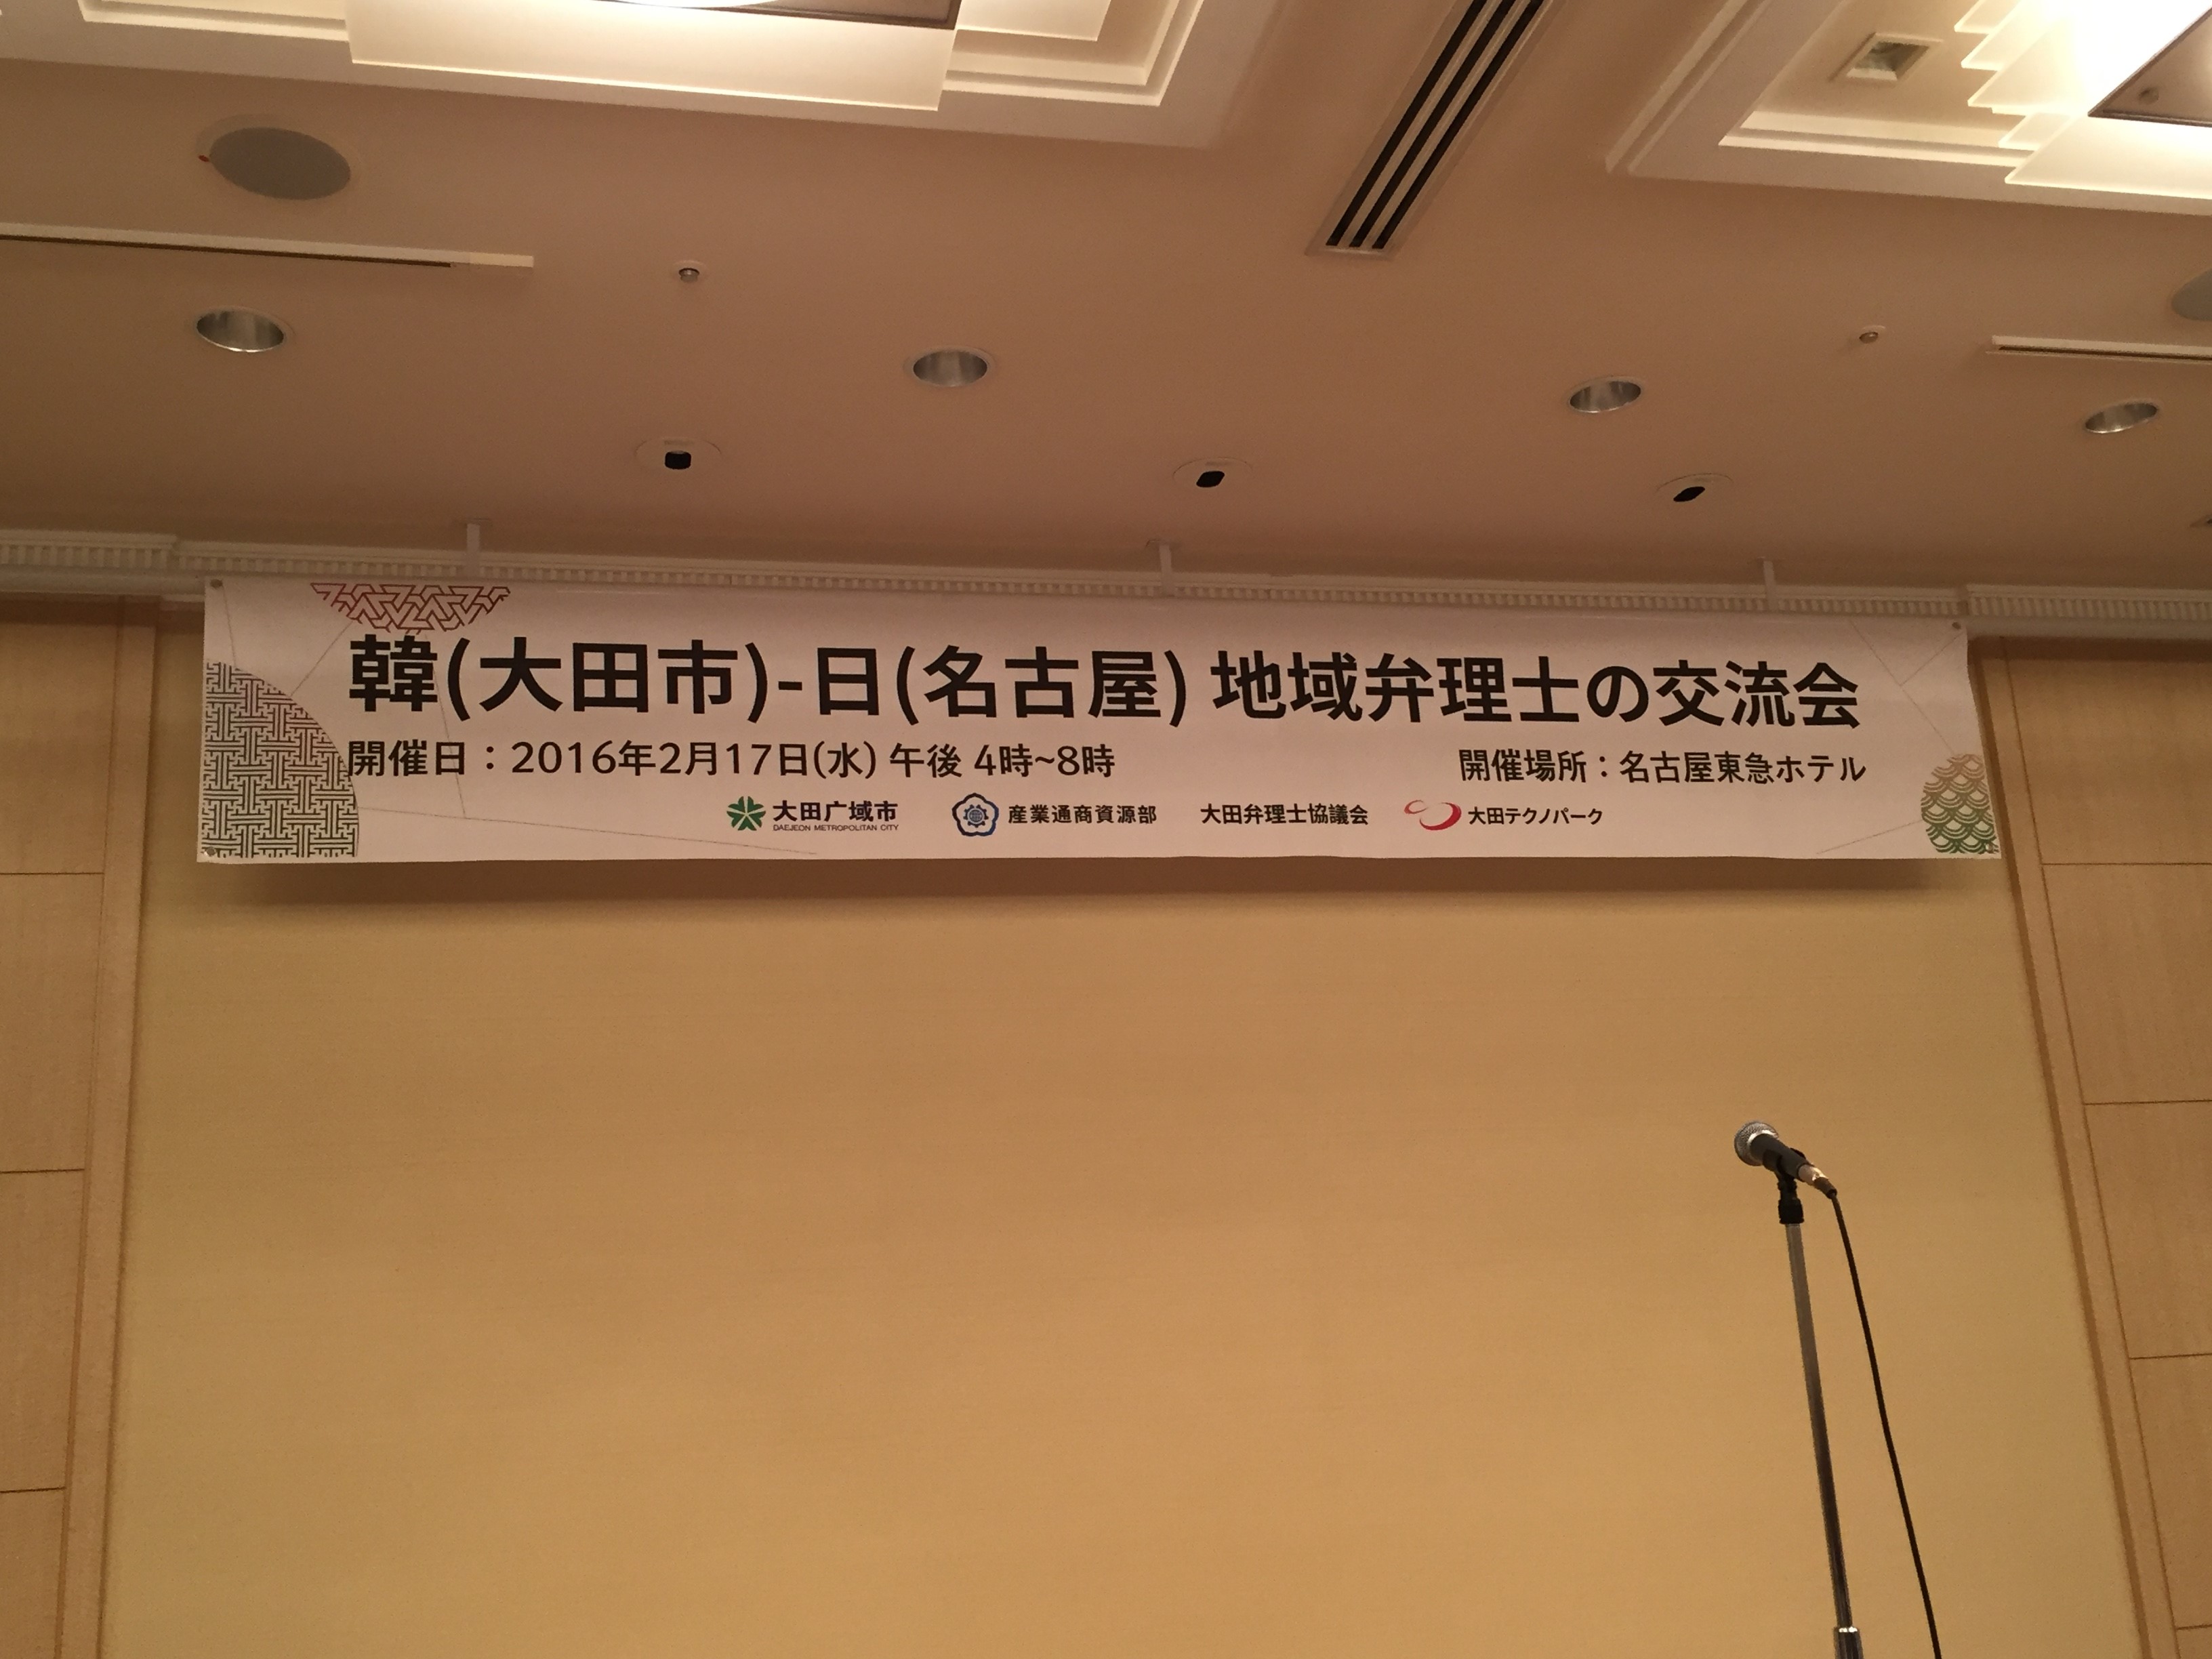 韓(大田市)-日(名古屋) 地域弁理士の交流会
開催日：2016年2月17日(水) 午後 4時~8時 開催場所：名古屋東急ホテル
大田广域市 産業通商資源部 大田弁理士協議会 大田テクノパーク
DAEJEON METROPOLITAN CITY